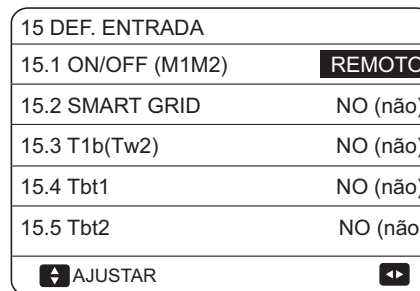 15 DEF. ENTRADA
15.1 ON/OFF (M1M2) REMOTO
15.2 SMART GRID NO (não)
15.3 T1b(Tw2) NO (não)
15.4 Tbt1 NO (não)
15.5 Tbt2 NO (não
AJUSTAR